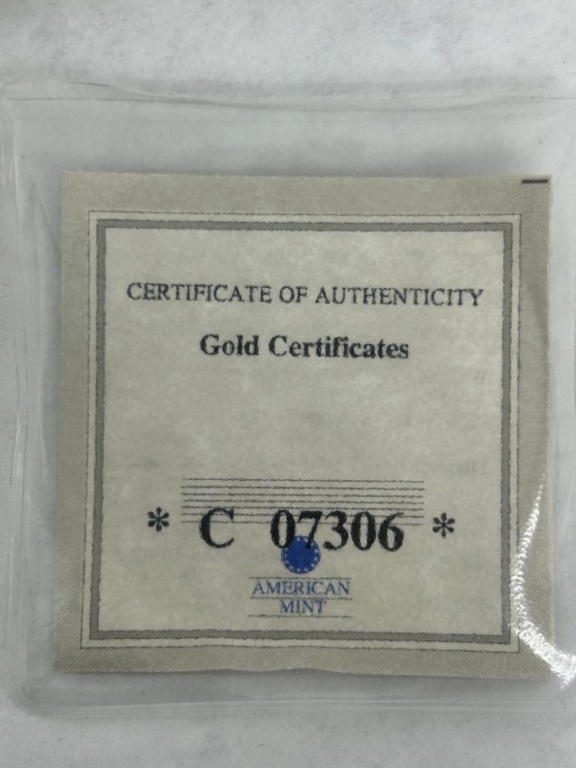 CERTIFICATE OF AUTHENTICITY
Gold Certificates
* C 07306 *
AMERICAN
MINT